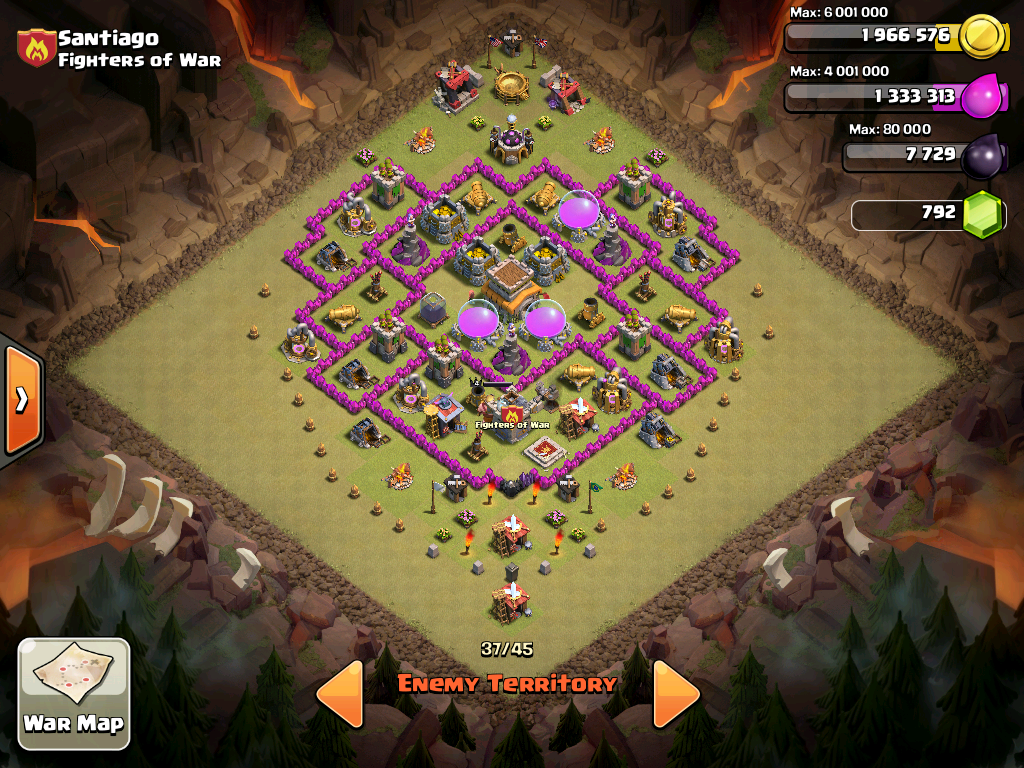 Santiago
Fighters of War
Max: 6 001 000
1 966 576
Max: 4 001 000
1 333 313
Max: 80 000
7 729
792
Fighters of War
37/45
Enemy Territory
War Map